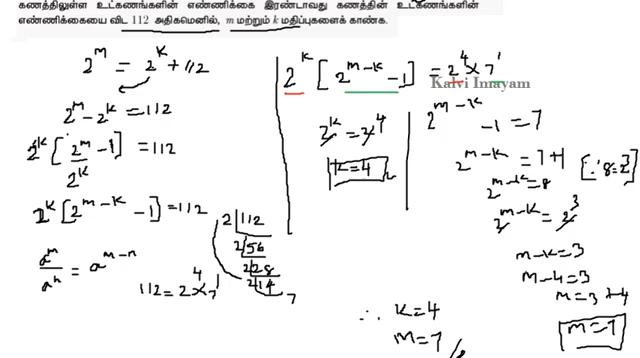 கணத்திலுள்ள உட்கணங்களின் எண்ணிக்கை இரண்டாவது கணத்தின் உட்கணங்களின்
எண்ணிக்கையை விட 112 அதிகமெனில், m மற்றும் k மதிப்புகளைக் காண்க.
2^m = 2^k + 112
2^m - 2^k = 112
2^k [ 2^m/2^k - 1 ] = 112
2^k [ 2^(m-k) - 1 ] = 112
a^m/a^n = a^(m-n)
112 = 2^4 × 7^1
2 | 112
2 | 56
2 | 28
2 | 14
7
2^k [ 2^(m-k) - 1 ] = 2^4 × 7^1
Kalvi Imayam
2^k = 2^4
k = 4
2^(m-k) - 1 = 7
2^(m-k) = 7+1
[∵ 8 = 2^3]
2^(m-k) = 8
2^(m-k) = 2^3
m-k = 3
m-4 = 3
m = 3+4
m = 7
∴ k = 4
m = 7